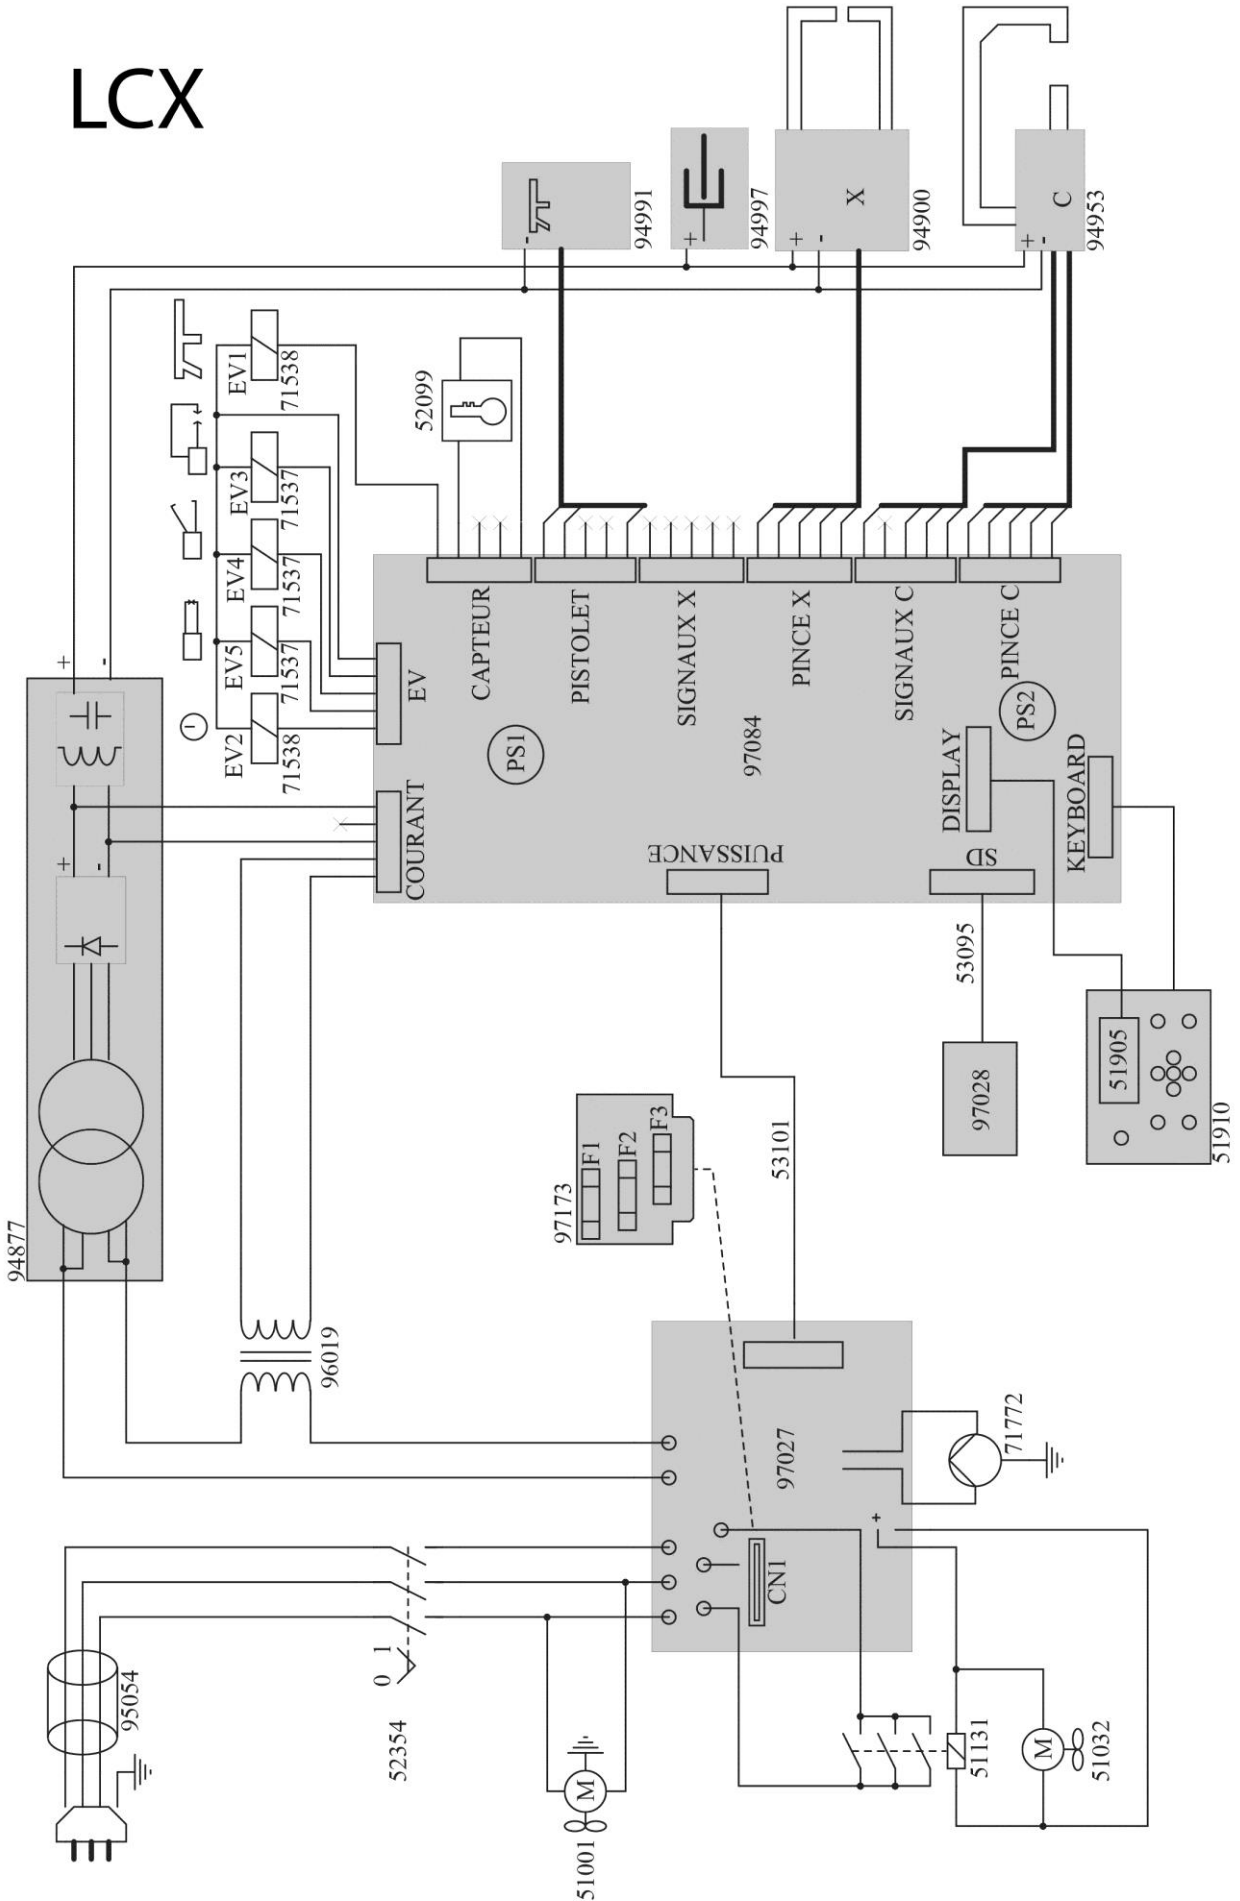 LCX
94991
+
-
94997
+
-
X
94900
+
-
C
94953
EV1
71538
EV3
71537
EV4
71537
EV5
71537
EV2
71538
52099
+
-
+
-
94877
EV
COURANT
CAPTEUR
PISTOLET
SIGNAUX X
PINCE X
SIGNAUX C
PINCE C
PS1
PS2
97084
PUISSANCE
DISPLAY
SD
KEYBOARD
53095
97028
51905
51910
53101
97173
F1
F2
F3
96019
97027
CN1
+
71772
95054
0 1
52354
M
51001
51131
M
51032